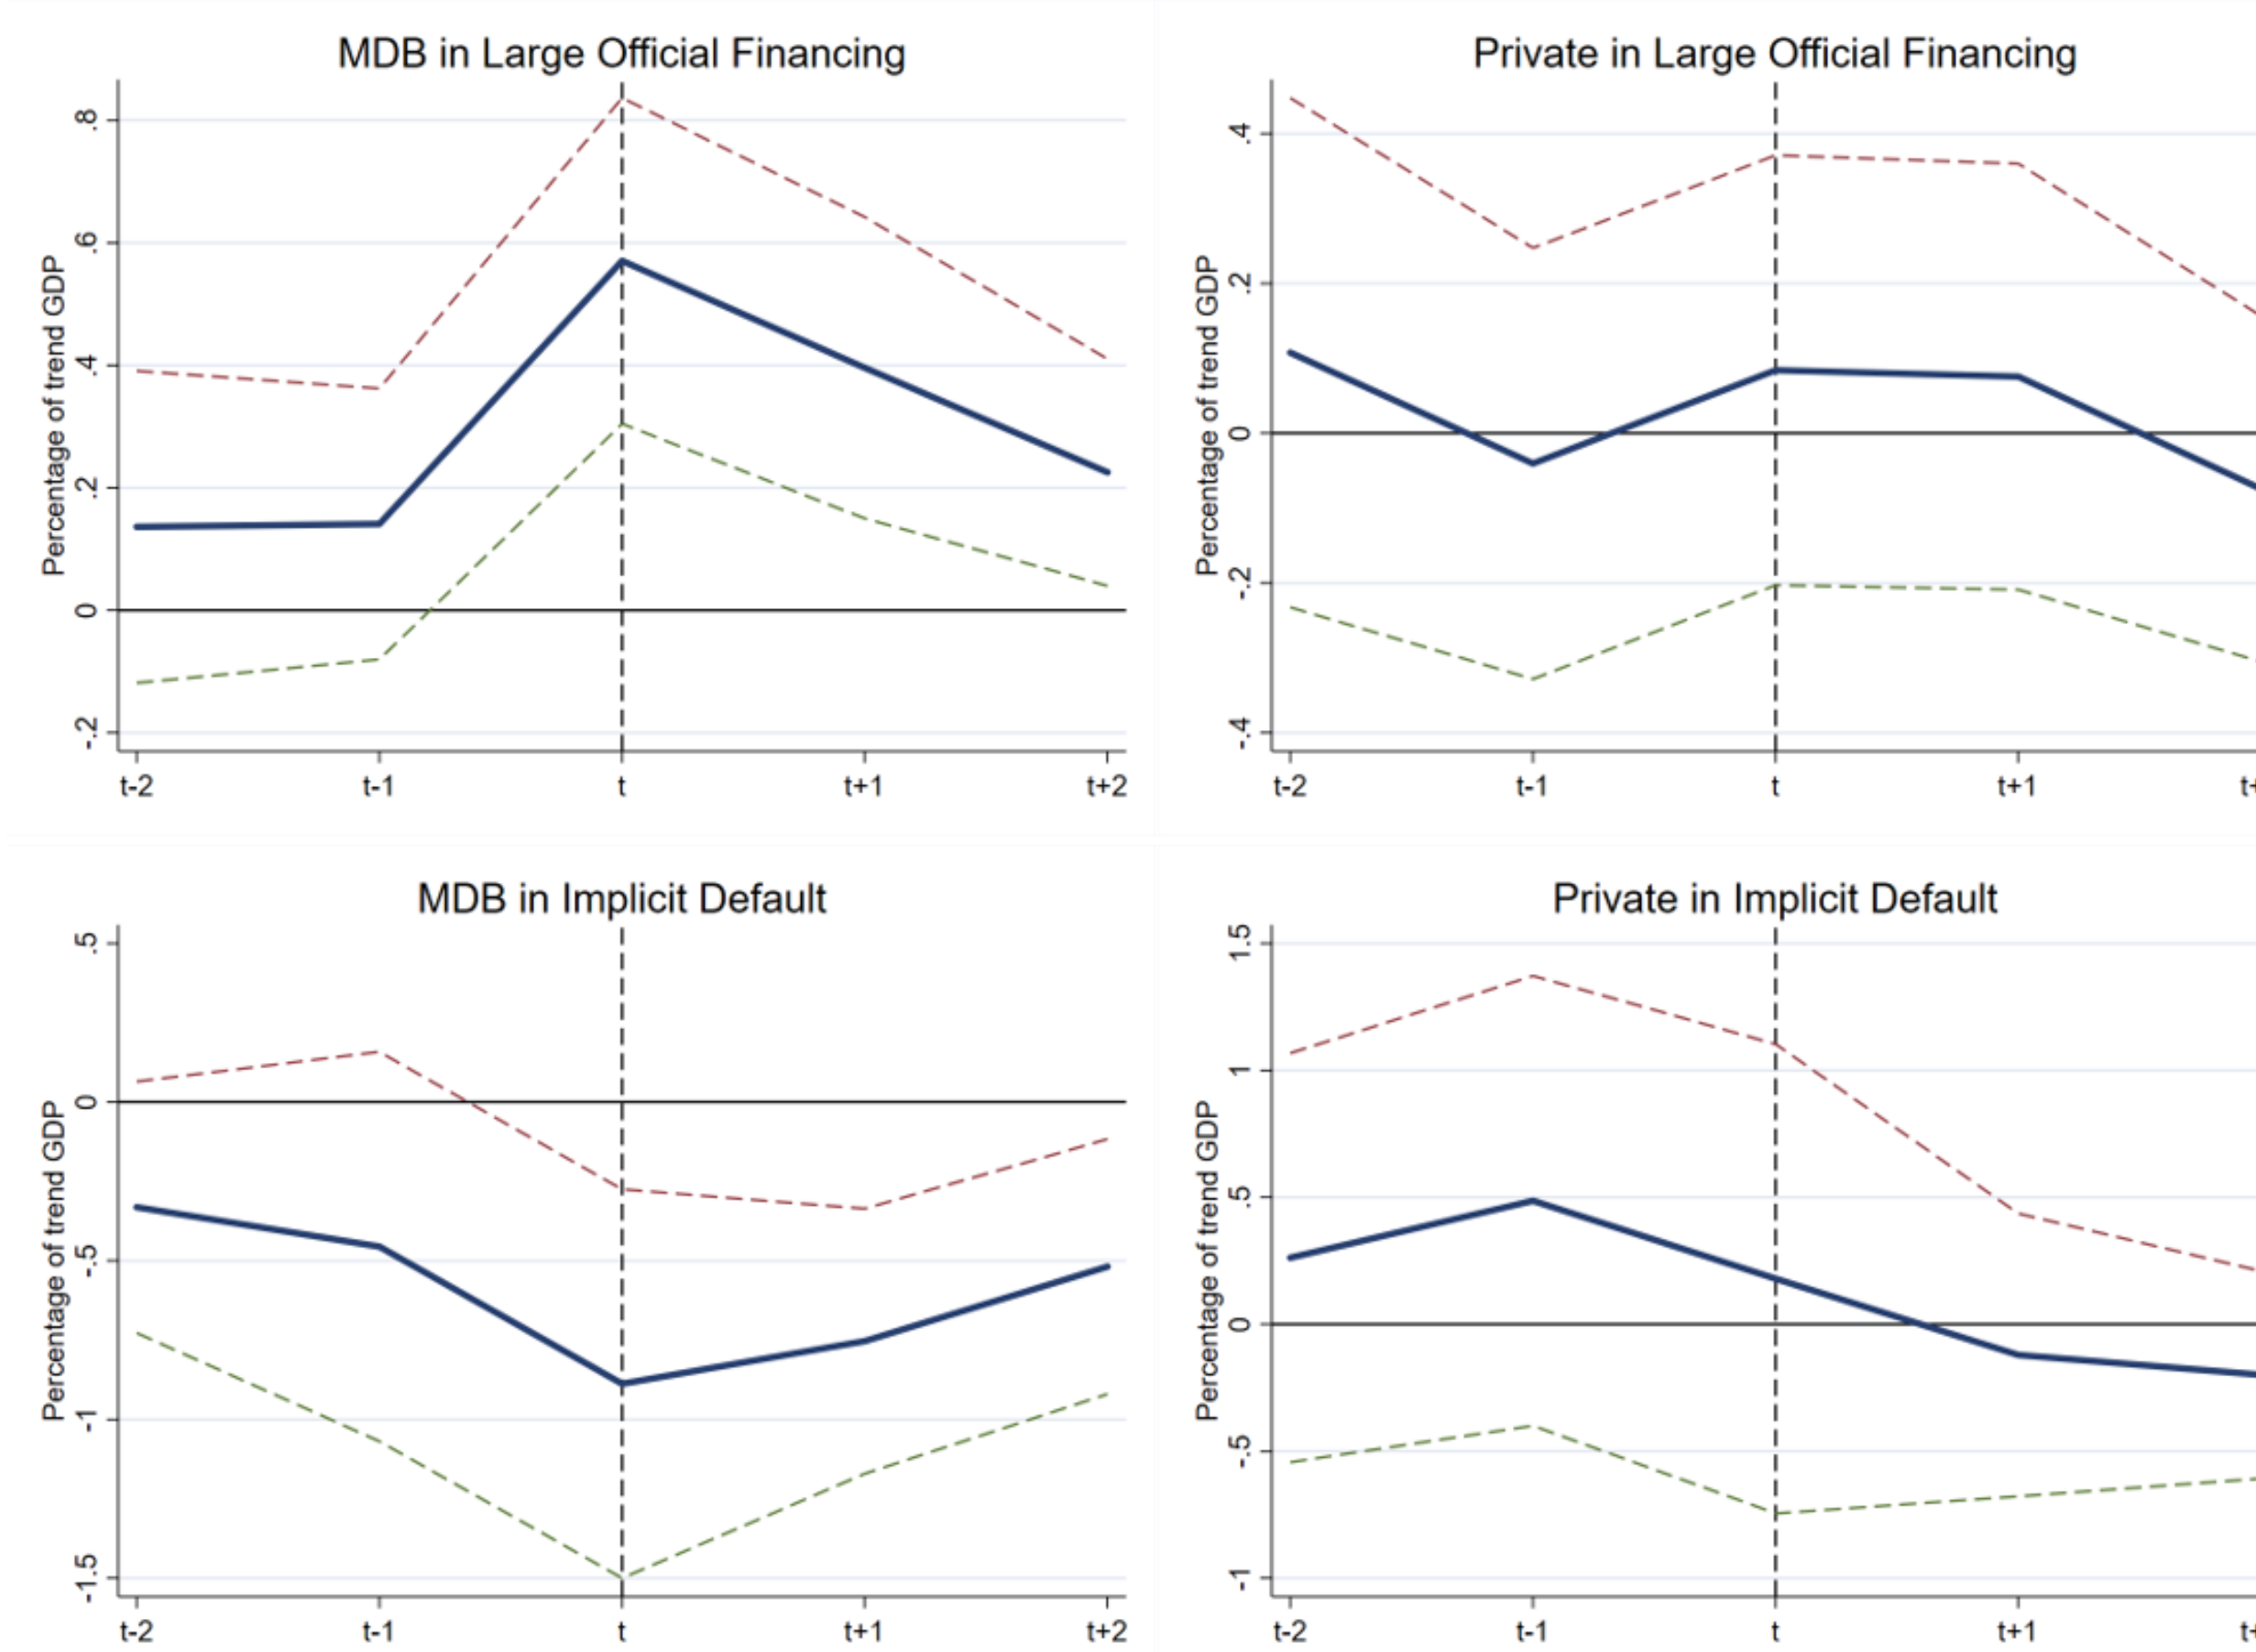 MDB in Large Official Financing
Percentage of trend GDP
.8
.6
.4
.2
0
-.2
t-2 t-1 t t+1 t+2
Private in Large Official Financing
Percentage of trend GDP
.4
.2
0
-.2
-.4
t-2 t-1 t t+1 t+
MDB in Implicit Default
Percentage of trend GDP
.5
0
-.5
-1
-1.5
t-2 t-1 t t+1 t+2
Private in Implicit Default
Percentage of trend GDP
1.5
1
.5
0
-.5
-1
t-2 t-1 t t+1 t+